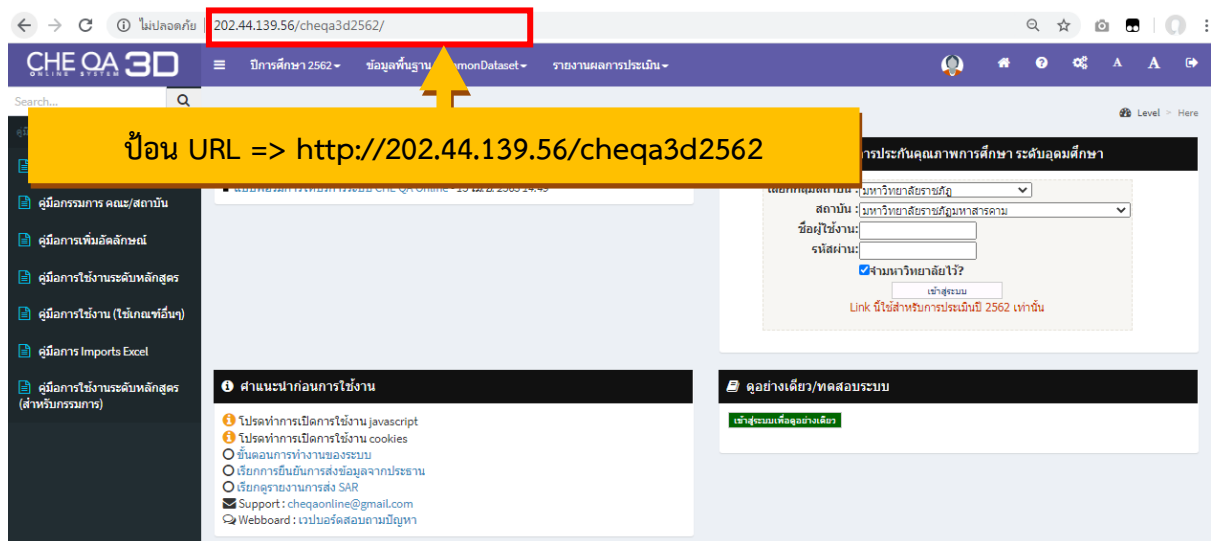 ไม่ปลอดภัย
202.44.139.56/cheqa3d2562/
CHE QA 3D
ONLINE SYSTEM
ปีการศึกษา 2562
ข้อมูลพื้นฐาน
monDataset
รายงานผลการประเมิน
A A
Search...
Level > Here
ป้อน URL => http://202.44.139.56/cheqa3d2562
การประกันคุณภาพการศึกษา ระดับอุดมศึกษา
มหาวิทยาลัยราชภัฏ
สถาบัน : มหาวิทยาลัยราชภัฏมหาสารคาม
ชื่อผู้ใช้งาน:
รหัสผ่าน:
จำมหาวิทยาลัยไว้?
เข้าสู่ระบบ
Link นี้ใช้สำหรับการประเมินปี 2562 เท่านั้น
คู่มือกรรมการ คณะ/สถาบัน
คู่มือการเพิ่มอัตลักษณ์
คู่มือการใช้งานระดับหลักสูตร
คู่มือการใช้งาน (ใช้เกณฑ์อื่นๆ)
คู่มือการ Imports Excel
คู่มือการใช้งานระดับหลักสูตร
(สำหรับกรรมการ)
คำแนะนำก่อนการใช้งาน
โปรดทำการเปิดการใช้งาน javascript
โปรดทำการเปิดการใช้งาน cookies
ขั้นตอนการทำงานของระบบ
เรียกการยืนยันการส่งข้อมูลจากประธาน
เรียกดูรายงานการส่ง SAR
Support : cheqaonline@gmail.com
Webboard : เวปบอร์ดสอบถามปัญหา
ดูอย่างเดียว/ทดสอบระบบ
เข้าสู่ระบบเพื่อดูอย่างเดียว